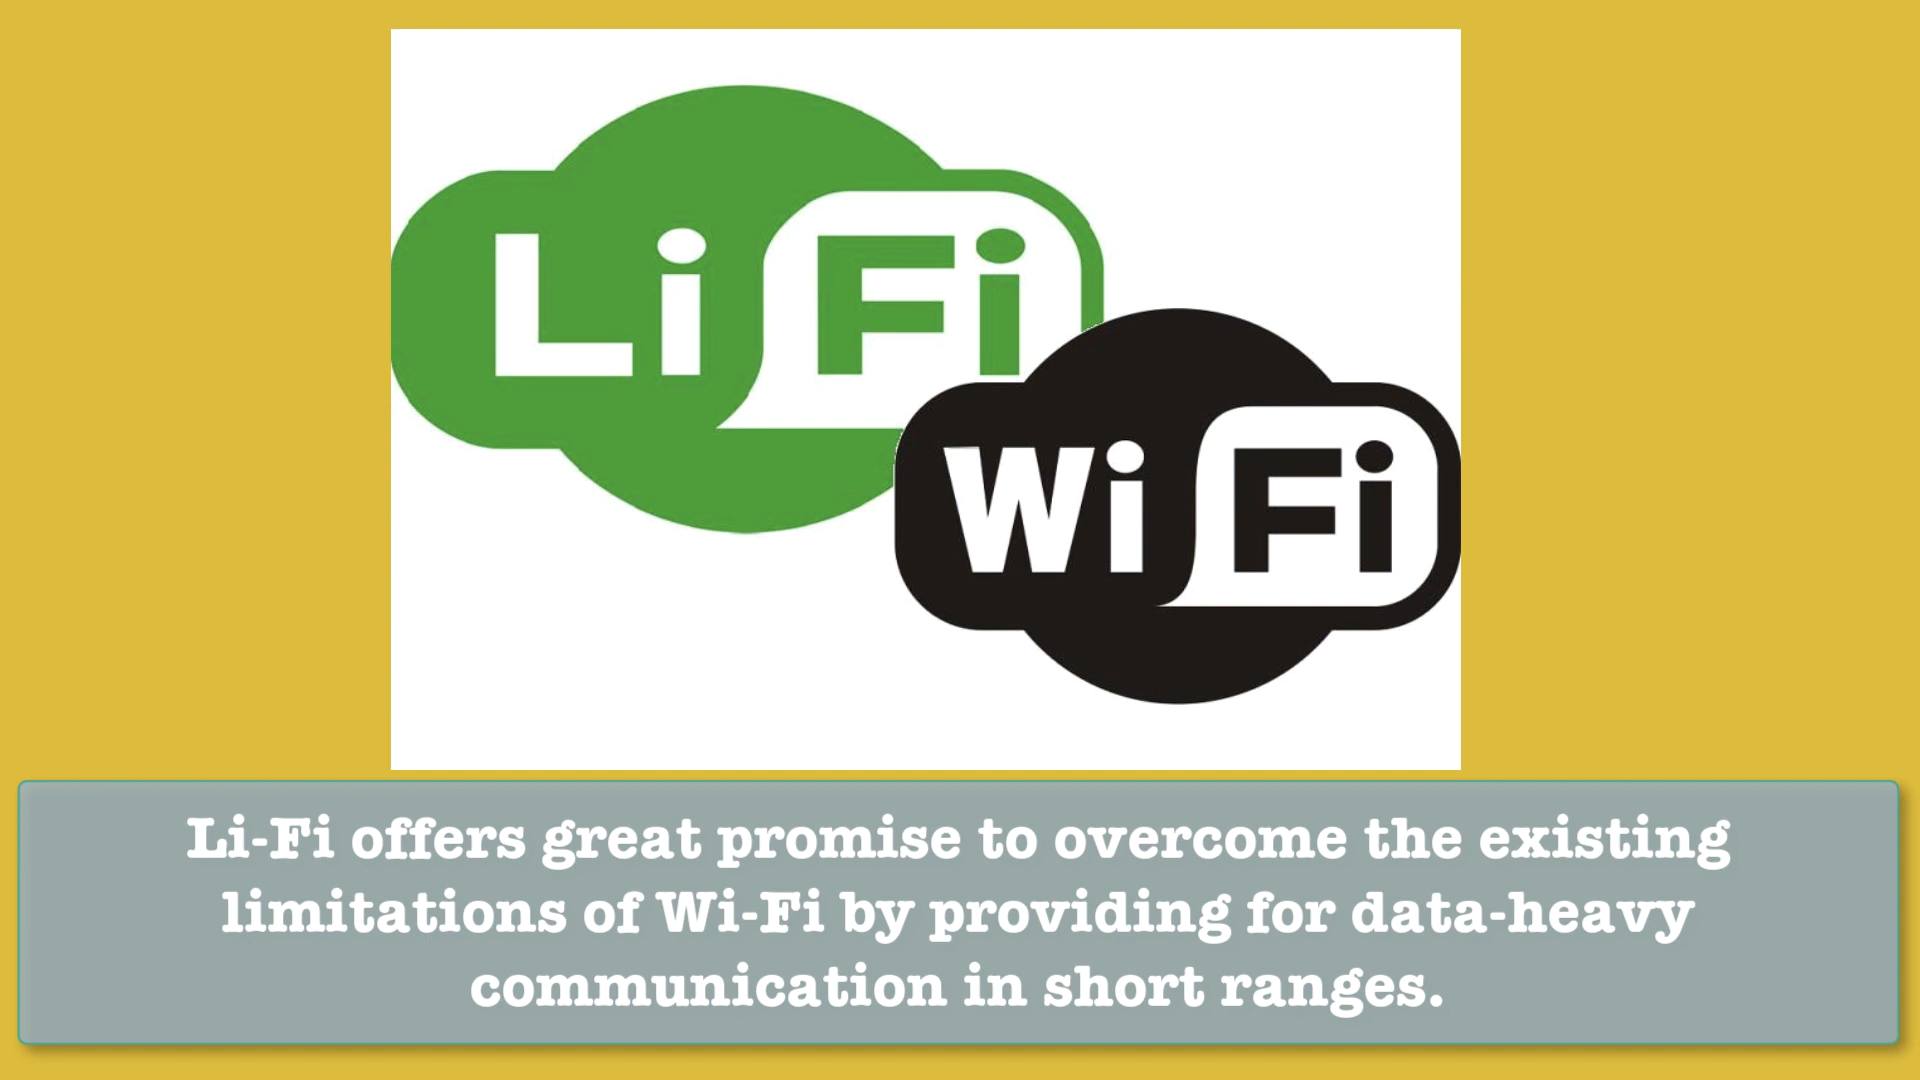 Li Fi
Wi Fi
Li-Fi offers great promise to overcome the existing
limitations of Wi-Fi by providing for data-heavy
communication in short ranges.